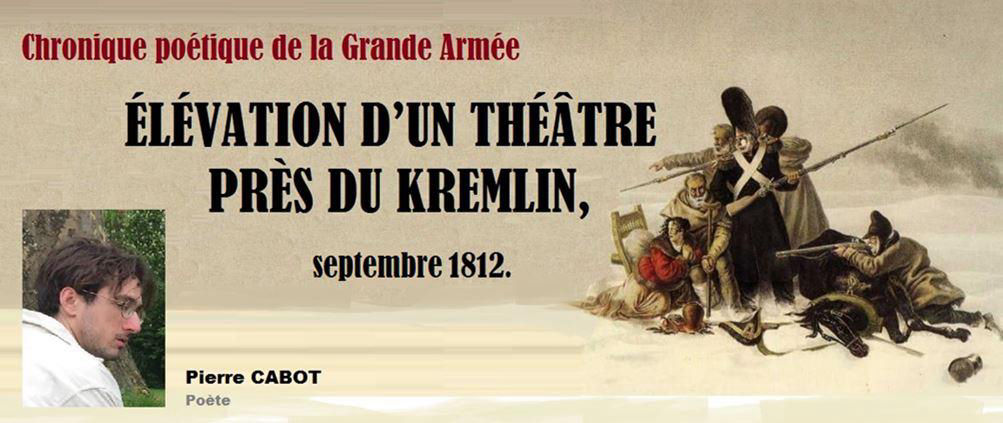 Chronique poétique de la Grande Armée
ÉLÉVATION D'UN THÉÂTRE
PRÈS DU KREMLIN,
septembre 1812.
Pierre CABOT
Poète